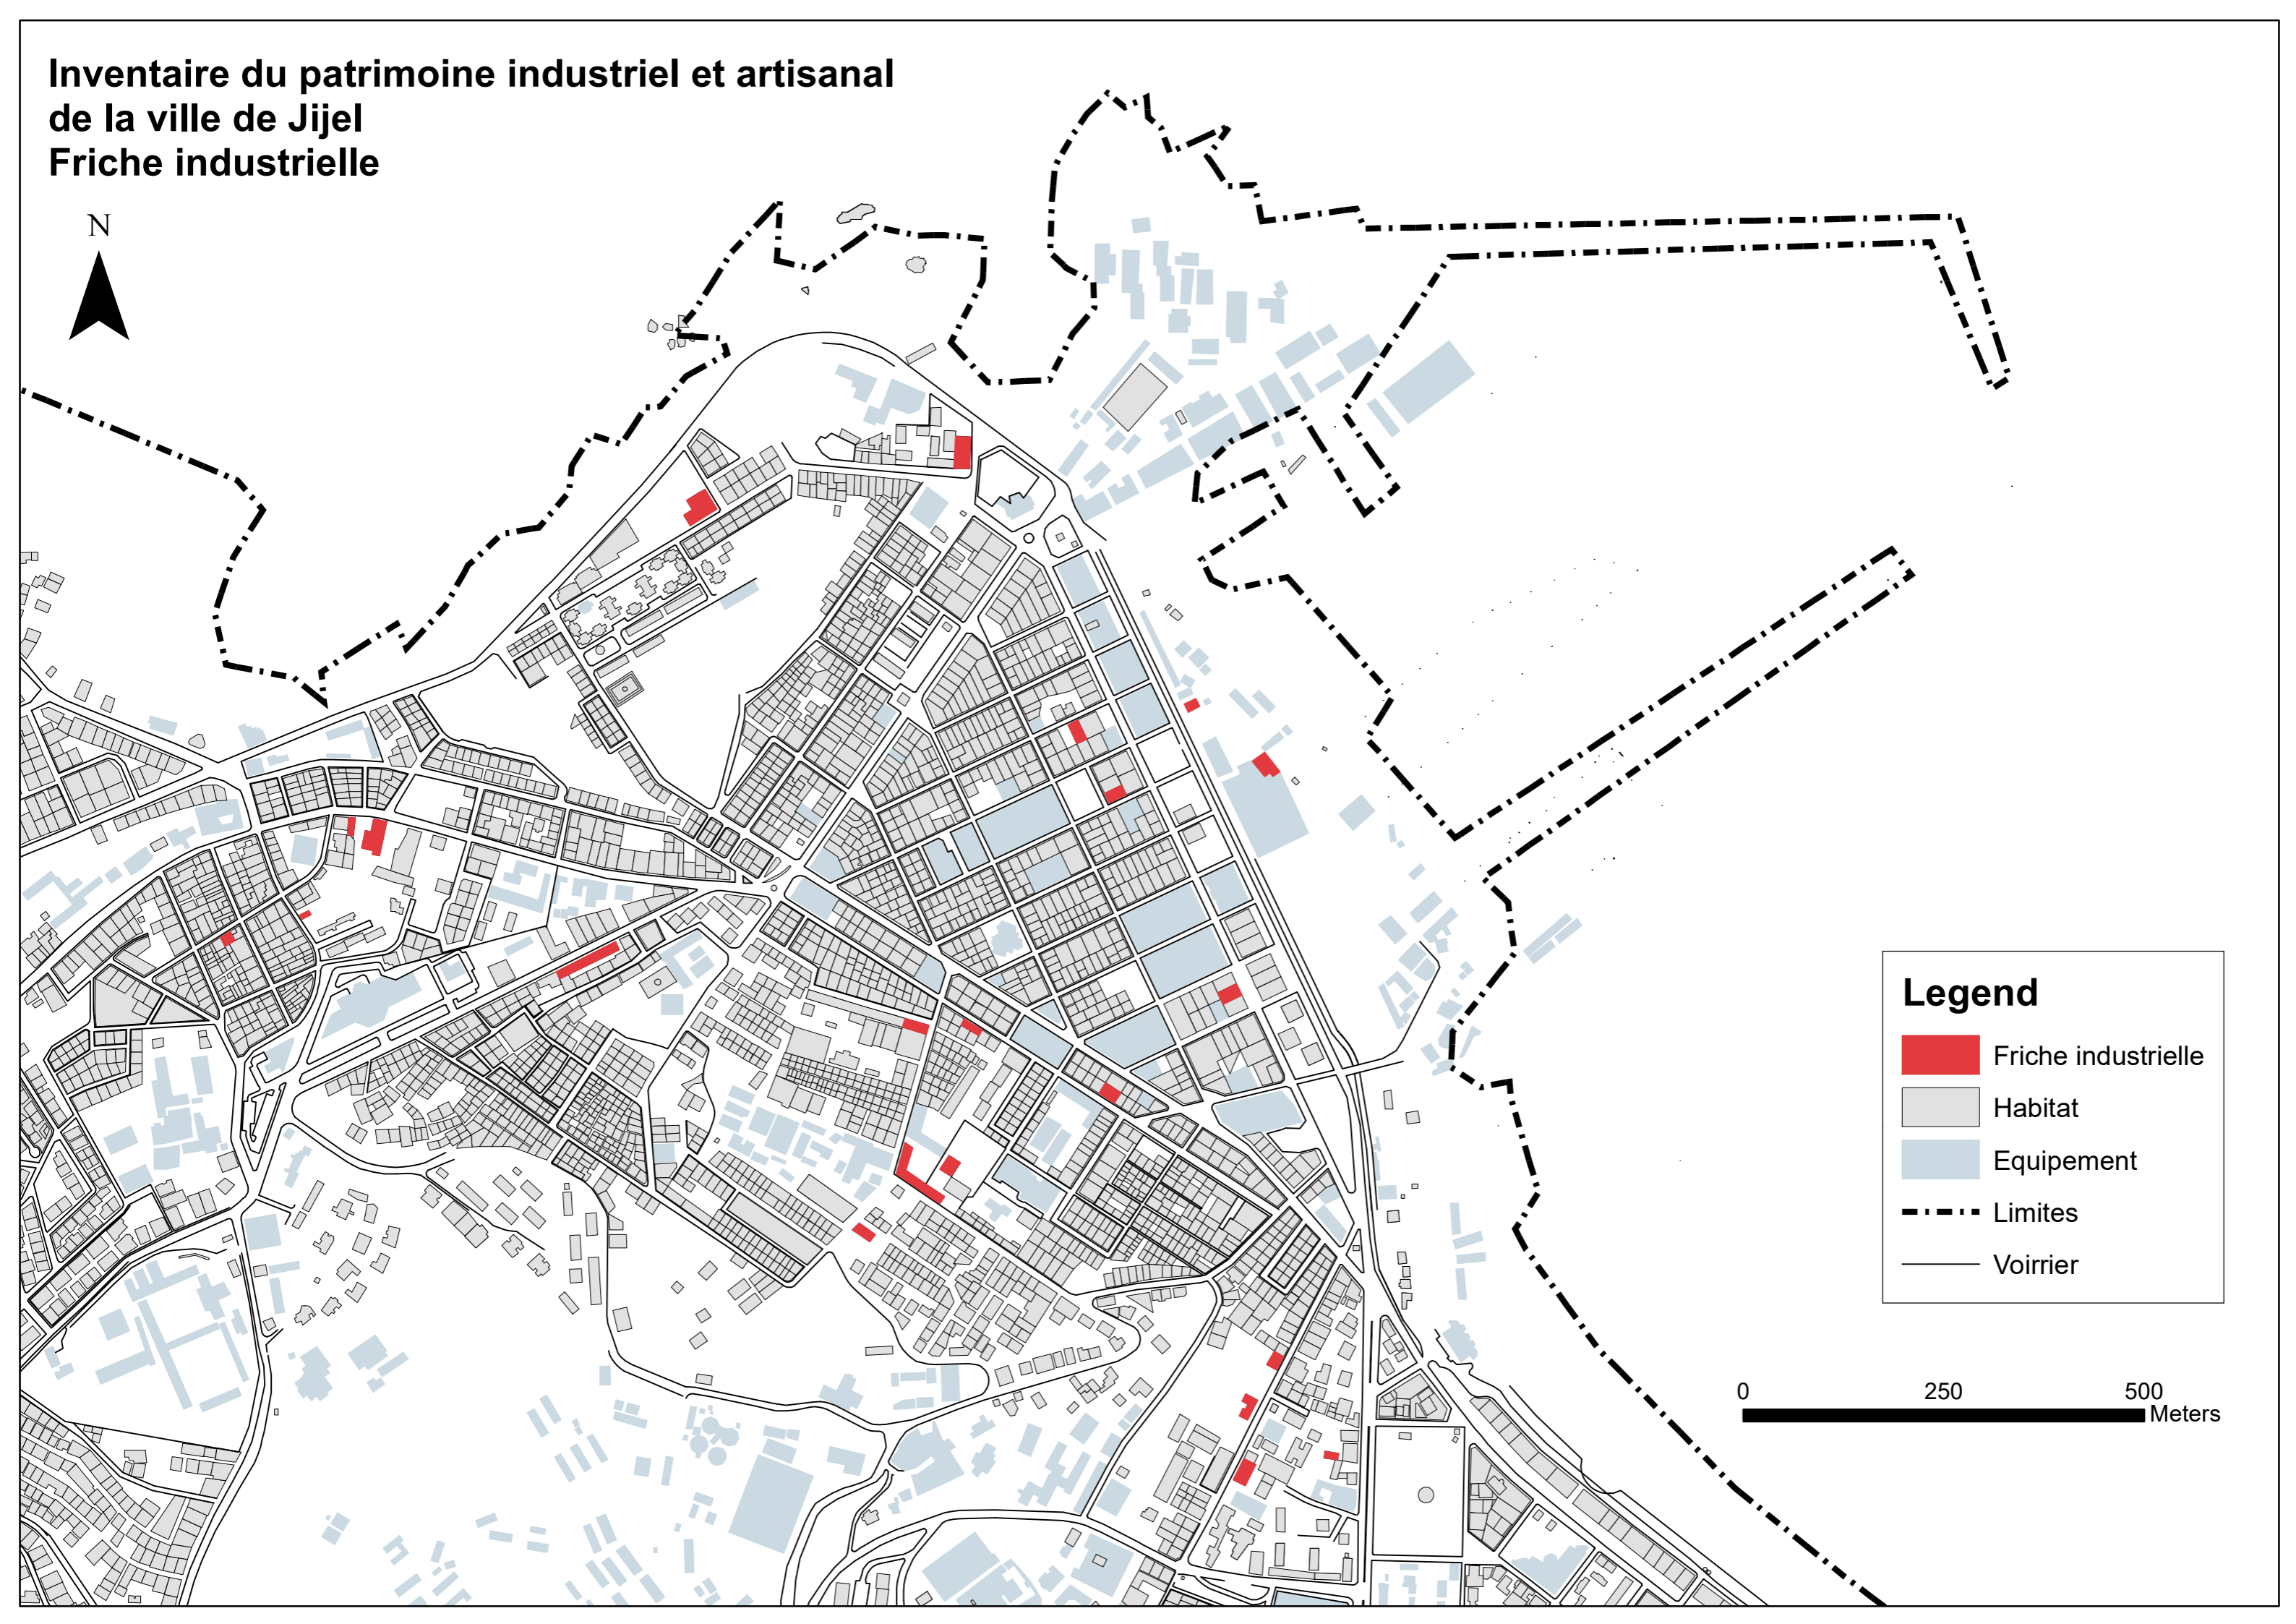 Inventaire du patrimoine industriel et artisanal
de la ville de Jijel
Friche industrielle
N
Legend
Friche industrielle
Habitat
Equipement
Limites
Voirrier
0 250 500
Meters